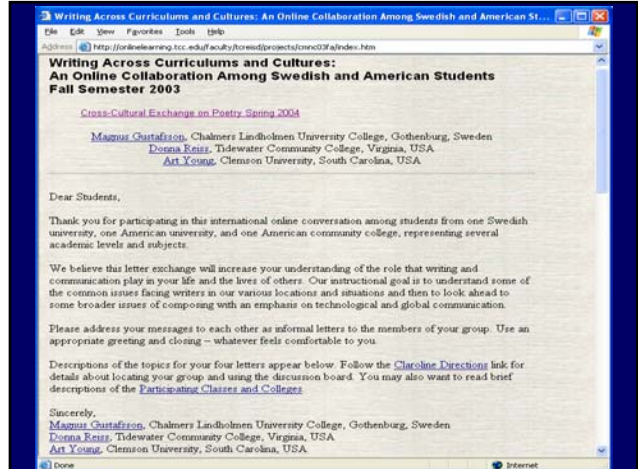 Writing Across Curriculums and Cultures: An Online Collaboration Among Swedish and American St...
File Edit View Favorites Tools Help
Address http://onlinelearning.tcc.edu/faculty/tcreisd/projects/cmnc03fa/index.htm
Writing Across Curriculums and Cultures:
An Online Collaboration Among Swedish and American Students
Fall Semester 2003
Cross-Cultural Exchange on Poetry Spring 2004
Magnus Gustafsson, Chalmers Lindholmen University College, Gothenburg, Sweden
Donna Reiss, Tidewater Community College, Virginia, USA
Art Young, Clemson University, South Carolina, USA
Dear Students,
Thank you for participating in this international online conversation among students from one Swedish
university, one American university, and one American community college, representing several
academic levels and subjects.
We believe this letter exchange will increase your understanding of the role that writing and
communication play in your life and the lives of others. Our instructional goal is to understand some of
the common issues facing writers in our various locations and situations and then to look ahead to
some broader issues of composing with an emphasis on technological and global communication.
Please address your messages to each other as informal letters to the members of your group. Use an
appropriate greeting and closing – whatever feels comfortable to you.
Descriptions of the topics for your four letters appear below. Follow the Claroline Directions link for
details about locating your group and using the discussion board. You may also want to read brief
descriptions of the Participating Classes and Colleges.
Sincerely,
Magnus Gustafsson, Chalmers Lindholmen University College, Gothenburg, Sweden
Donna Reiss, Tidewater Community College, Virginia, USA
Art Young, Clemson University, South Carolina, USA
Done Internet